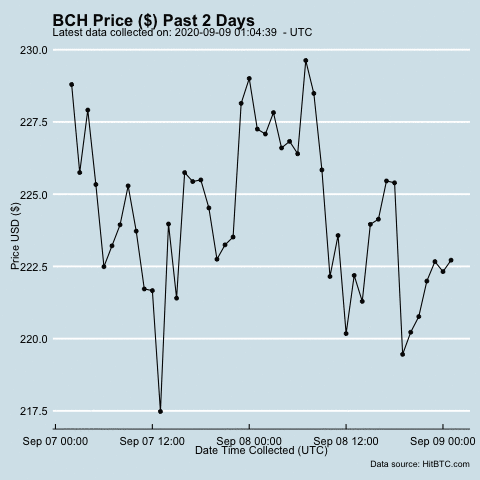 BCH Price ($) Past 2 Days
Latest data collected on: 2020-09-09 01:04:39  - UTC
230.0
227.5
225.0
222.5
220.0
217.5
Price USD ($)
Sep 07 00:00 Sep 07 12:00 Sep 08 00:00 Sep 08 12:00 Sep 09 00:00
Date Time Collected (UTC)
Data source: HitBTC.com